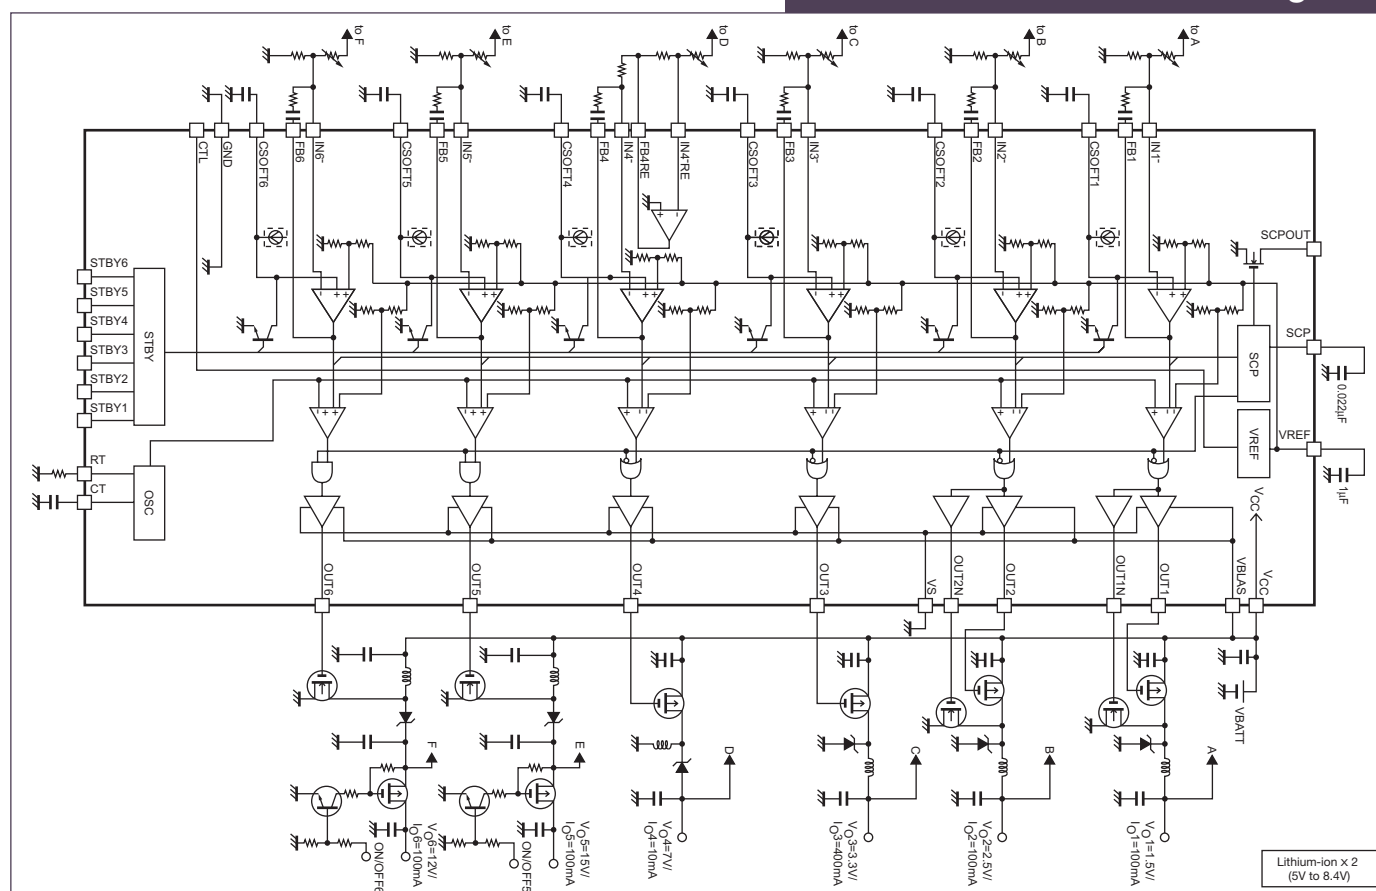 to F
to E
to D
to C
to B
to A
CTL
GND
CSOFT6
FB6
IN6-
CSOFT5
FB5
IN5-
CSOFT4
FB4
IN4-
FB4RE
IN4-RE
CSOFT3
FB3
IN3-
CSOFT2
FB2
IN2-
CSOFT1
FB1
IN1-
SCPOUT
STBY6
STBY5
STBY4
STBY3
STBY2
STBY1
STBY
SCP
SCP
0.022µF
VREF
VREF
1µF
RT
CT
OSC
VCC
OUT6
OUT5
OUT4
OUT3
VS
OUT2N
OUT2
OUT1N
OUT1
VBLAS
VCC
VBATT
F
E
D
C
B
A
ON/OFF6
VO6=12V/
IO6=100mA
ON/OFF5
VO5=15V/
IO5=100mA
VO4=7V/
IO4=10mA
VO3=3.3V/
IO3=400mA
VO2=2.5V/
IO2=100mA
VO1=1.5V/
IO1=100mA
Lithium-ion x 2
(5V to 8.4V)